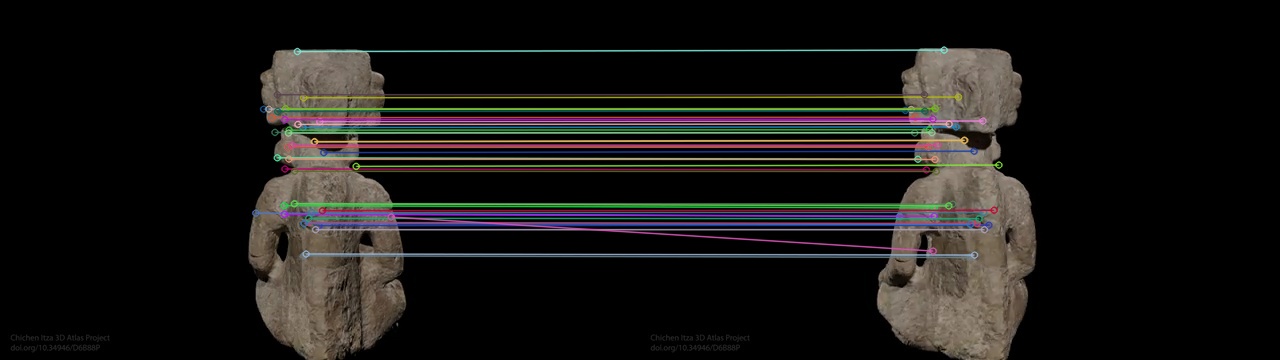 Chichen Itza 3D Atlas Project
doi.org/10.34946/D6B88P
Chichen Itza 3D Atlas Project
doi.org/10.34946/D6B88P